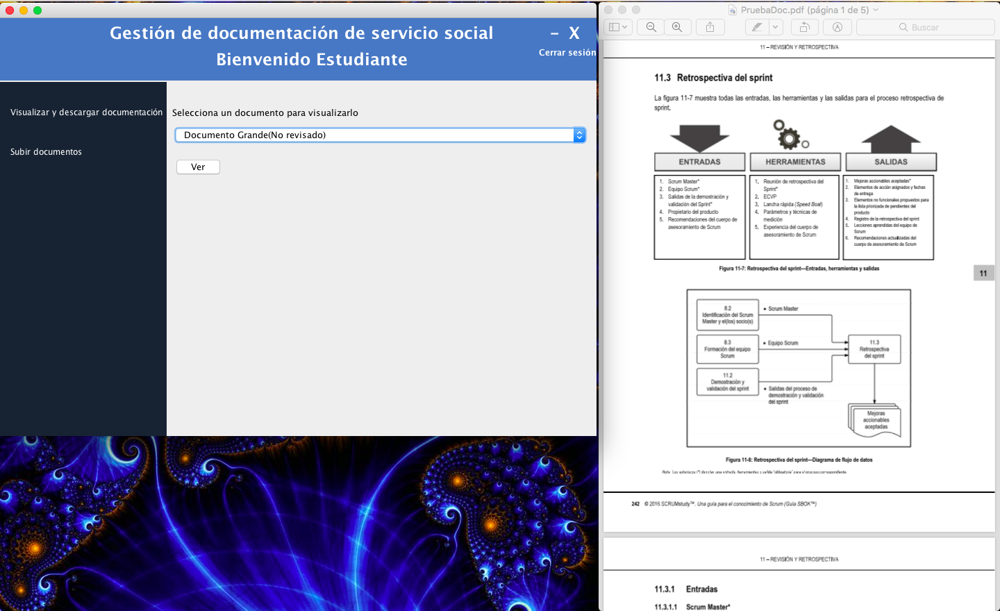 Gestión de documentación de servicio social
Bienvenido Estudiante
– X
Cerrar sesión
Visualizar y descargar documentación
Subir documentos
Selecciona un documento para visualizarlo
Documento Grande(No revisado)
Ver
PruebaDoc.pdf (página 1 de 5)
Buscar
11 – REVISIÓN Y RETROSPECTIVA
11.3 Retrospectiva del sprint
La figura 11-7 muestra todas las entradas, las herramientas y las salidas para el proceso retrospectiva de
sprint.
ENTRADAS
1. Scrum Master*
2. Equipo Scrum*
3. Salidas de la demostración y
validación del Sprint*
4. Propietario del producto
5. Recomendaciones del cuerpo de
asesoramiento de Scrum
HERRAMIENTAS
1. Reunión de retrospectiva del
Sprint*
2. ECVP
3. Lancha rápida (Speed Boat)
4. Parámetros y técnicas de
medición
5. Experiencia del cuerpo de
asesoramiento de Scrum
SALIDAS
1. Mejoras accionables aceptadas*
2. Elementos de acción asignados y fechas
de entrega
3. Elementos no funcionales propuestos para
la lista priorizada de pendientes del
producto
4. Registro de la retrospectiva del sprint
5. Lecciones aprendidas del equipo de
Scrum
6. Recomendaciones actualizadas del
cuerpo de asesoramiento de Scrum
Figura 11-7: Retrospectiva del sprint—Entradas, herramientas y salidas
11
8.2
Identificación del Scrum
Master y el(los) socio(s)
• Scrum Master
8.3
Formación del equipo
Scrum
• Equipo Scrum
11.2
Demostración y
validación del sprint
• Salidas del proceso de
demostración y validación
del sprint
11.3
Retrospectiva
del sprint
Mejoras
accionables
aceptadas
Figura 11-8: Retrospectiva del sprint—Diagrama de flujo de datos
Nota: Los asteriscos (*) denotan una entrada, herramienta o salida "obligatoria" para el proceso correspondiente.
242 © 2016 SCRUMstudy™. Una guía para el conocimiento de Scrum (Guía SBOK™)
11 – REVISIÓN Y RETROSPECTIVA
11.3.1 Entradas
11.3.1.1 Scrum Master*